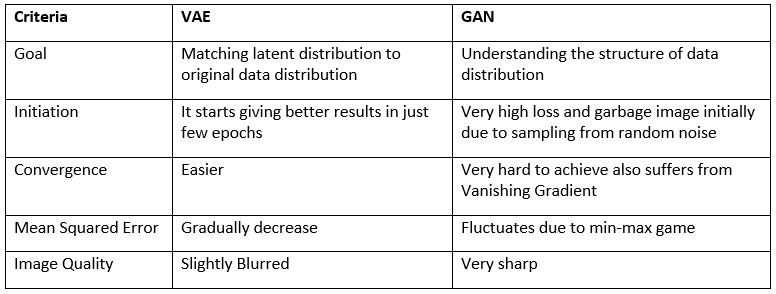 Criteria VAE GAN
Goal Matching latent distribution to Understanding the structure of data
original data distribution distribution
Initiation It starts giving better results in just Very high loss and garbage image initially
few epochs due to sampling from random noise
Convergence Easier Very hard to achieve also suffers from
Vanishing Gradient
Mean Squared Error Gradually decrease Fluctuates due to min-max game
Image Quality Slightly Blurred Very sharp